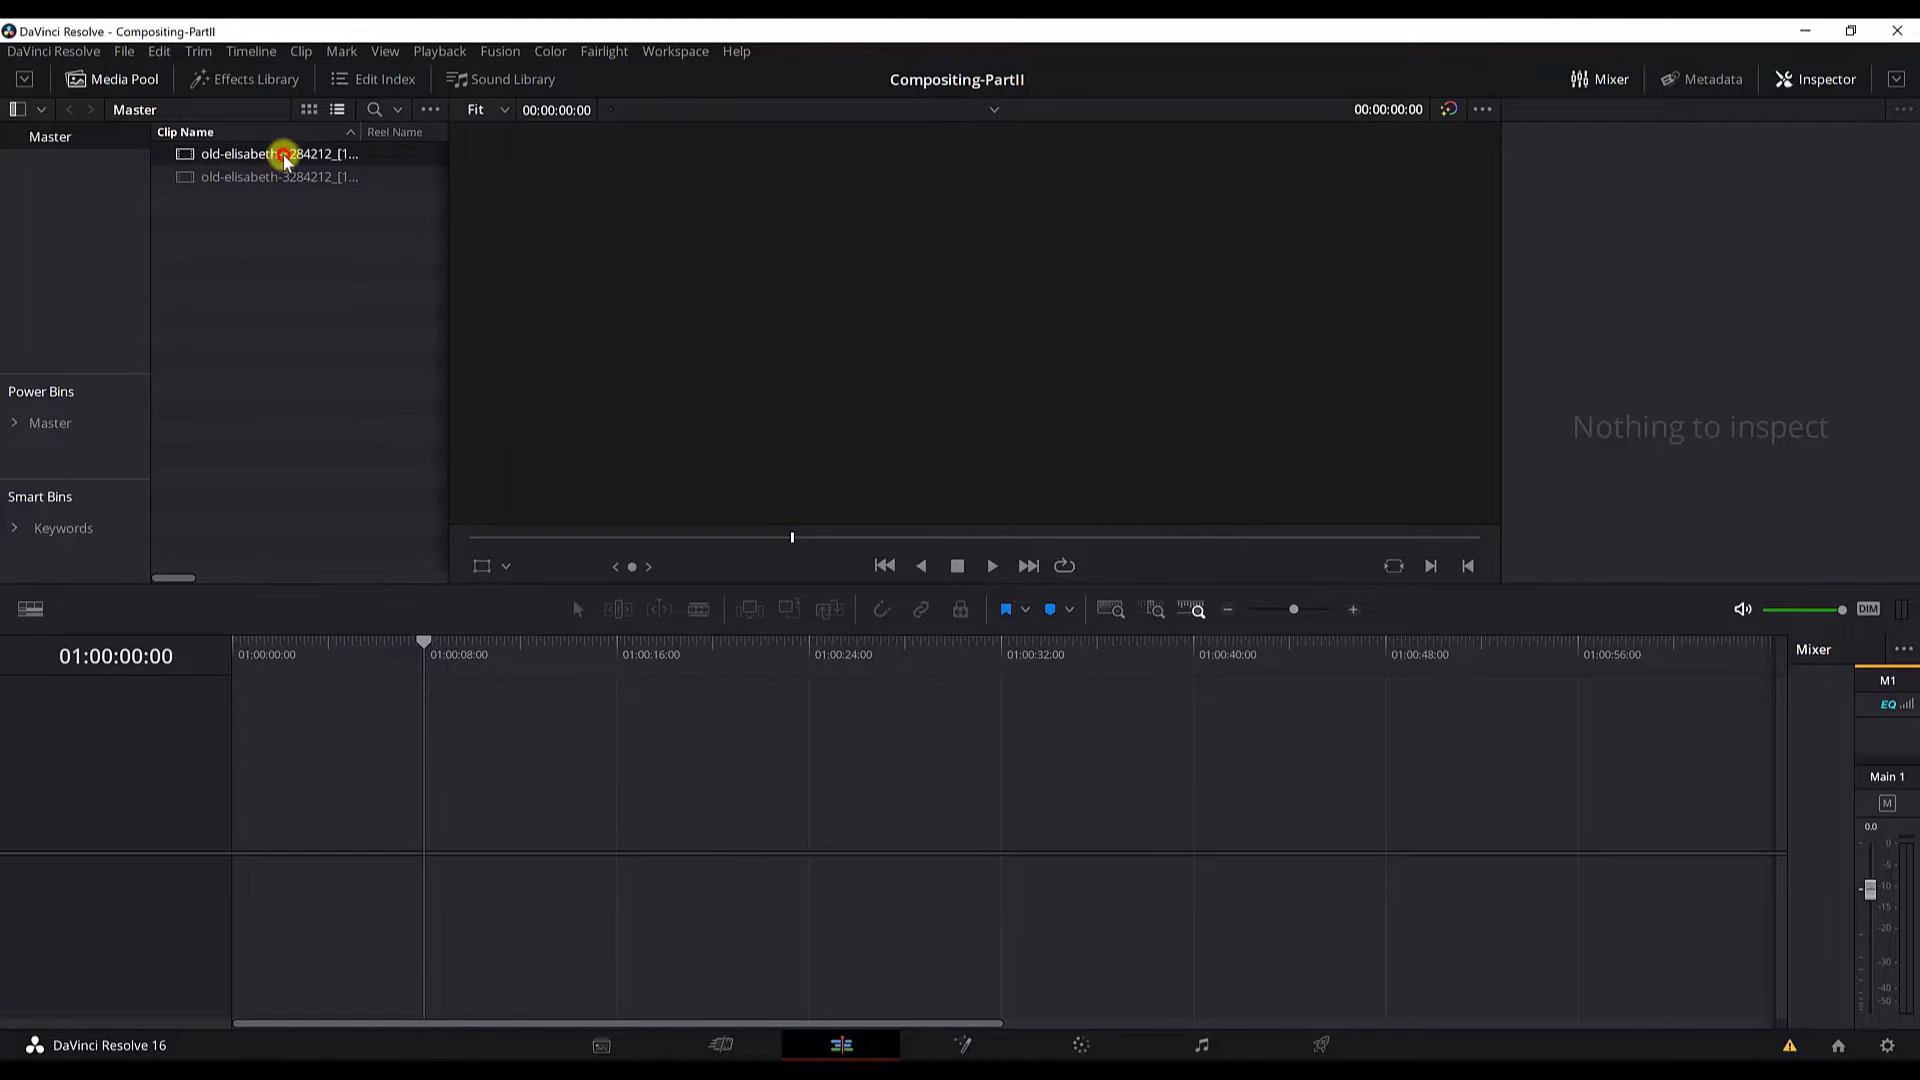 DaVinci Resolve - Compositing-PartII
DaVinci Resolve File Edit Trim Timeline Clip Mark View Playback Fusion Color Fairlight Workspace Help
Media Pool Effects Library Edit Index Sound Library Compositing-PartII Mixer Metadata Inspector
Master Fit 00:00:00:00 00:00:00:00
Master Clip Name Reel Name
old-elisabeth-3284212_[1...
old-elisabeth-3284212_[1...
Power Bins
Master
Nothing to inspect
Smart Bins
Keywords
DIM
01:00:00:00 01:00:00:00 01:00:08:00 01:00:16:00 01:00:24:00 01:00:32:00 01:00:40:00 01:00:48:00 01:00:56:00 Mixer
M1
EQ
Main 1
M
0.0
0
-5
-10
-15
-20
-30
-40
-50
DaVinci Resolve 16